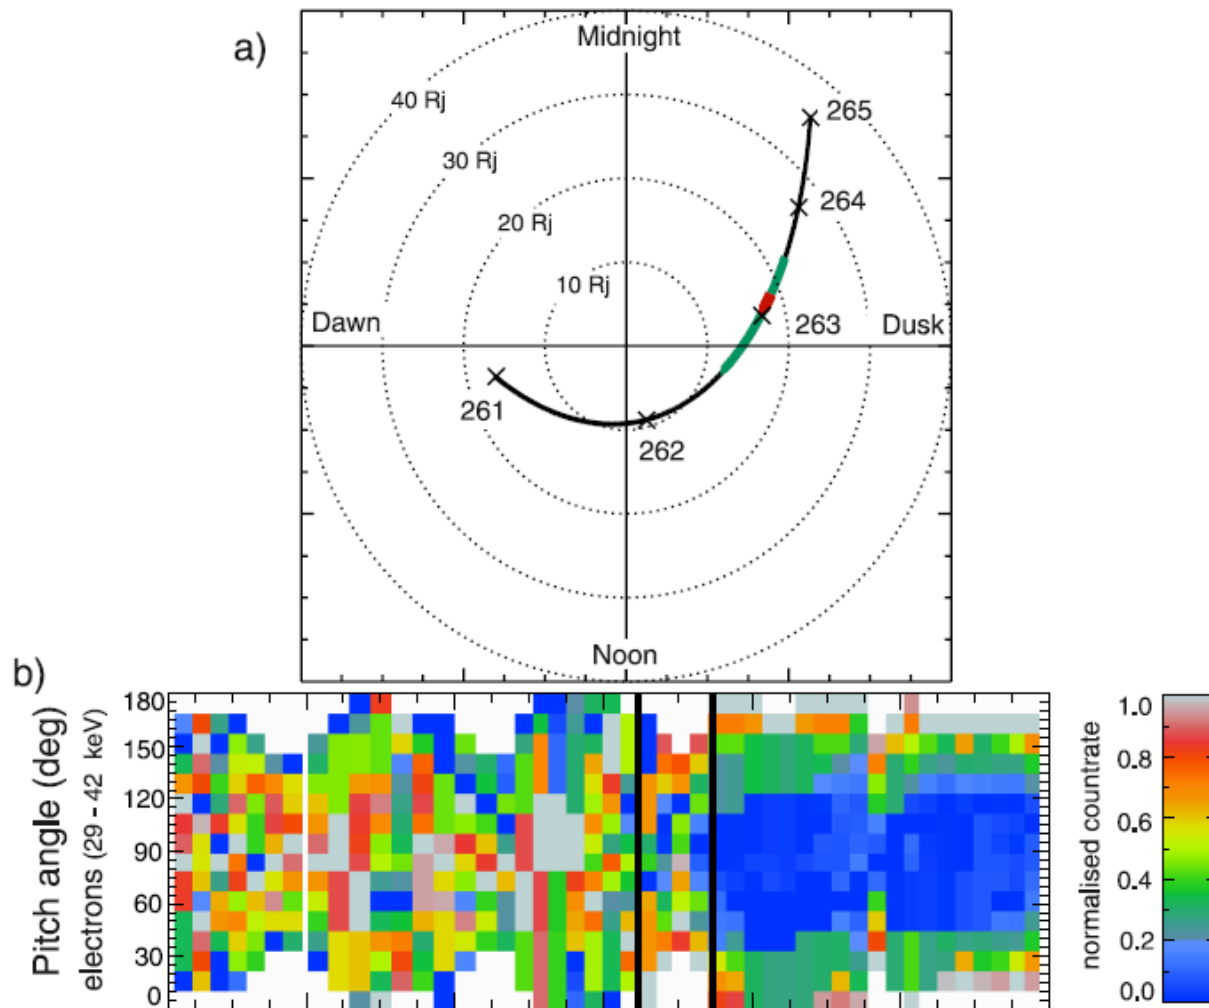 a)
Midnight
40 Rj
265
30 Rj
264
20 Rj
10 Rj
Dawn
263
Dusk
261
262
Noon
b)
Pitch angle (deg)
electrons (29 - 42 keV)
180
150
120
90
60
30
0
1.0
0.8
0.6
0.4
0.2
0.0
normalised countrate